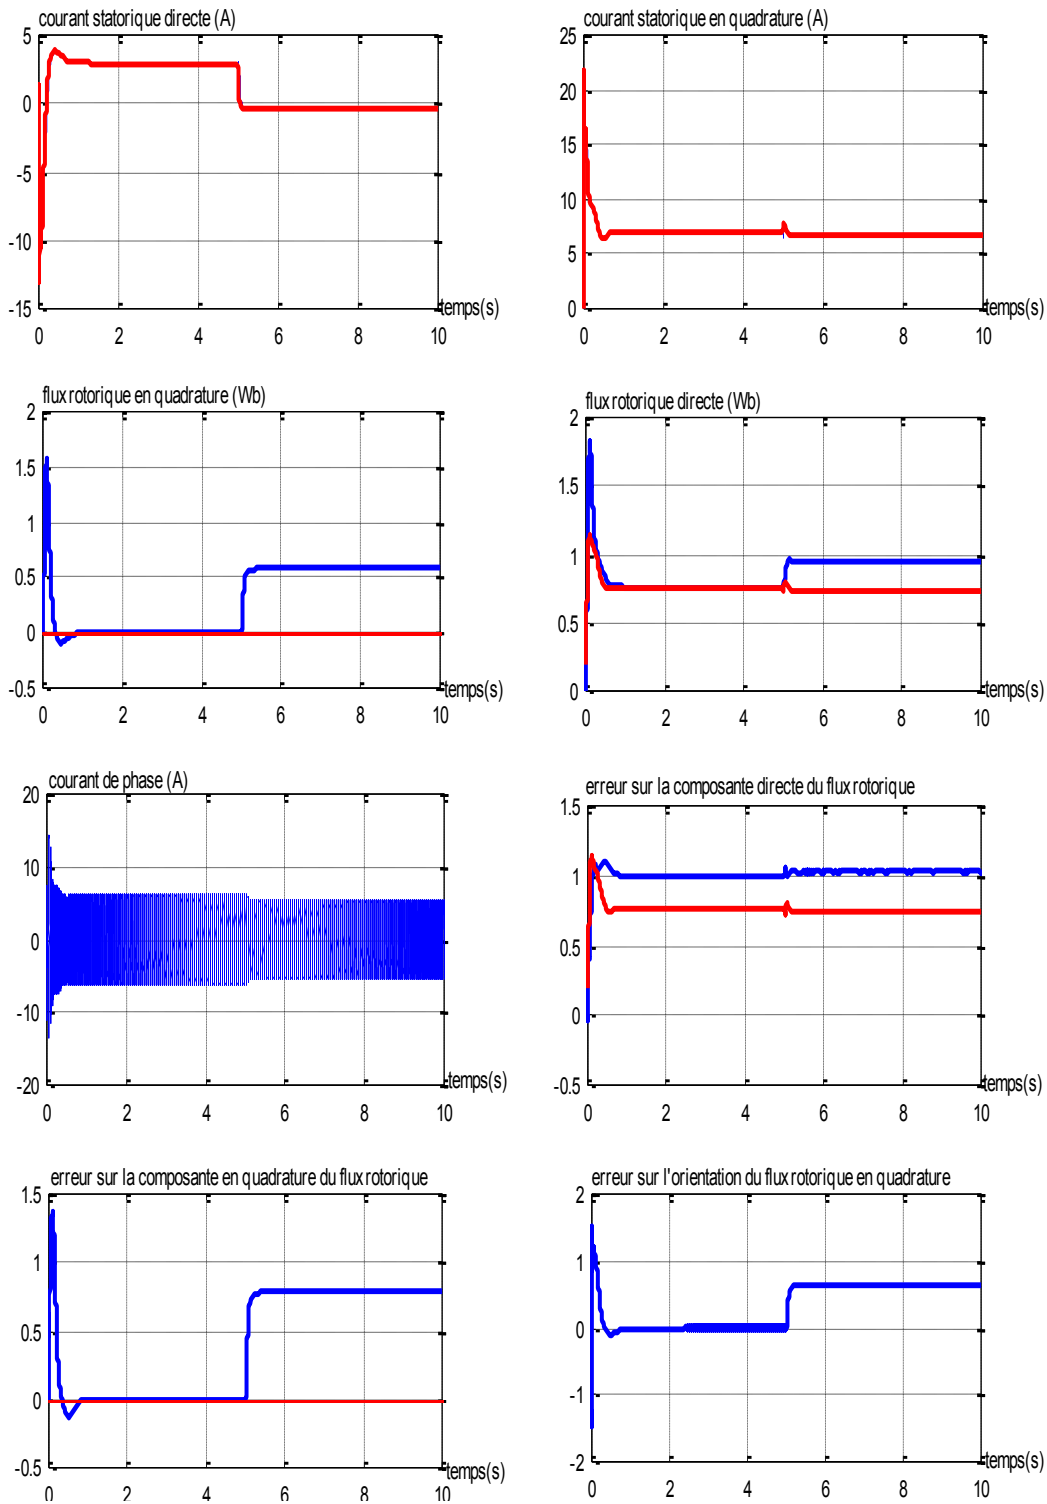 courant statorique directe (A)
5
0
-5
-10
-15
0 2 4 6 8 10
temps(s)
courant statorique en quadrature (A)
25
20
15
10
5
0
0 2 4 6 8 10
temps(s)
flux rotorique en quadrature (Wb)
2
1.5
1
0.5
0
-0.5
0 2 4 6 8 10
temps(s)
flux rotorique directe (Wb)
2
1.5
1
0.5
0
0 2 4 6 8 10
temps(s)
courant de phase (A)
20
10
0
-10
-20
0 2 4 6 8 10
temps(s)
erreur sur la composante directe du flux rotorique
1.5
1
0.5
0
-0.5
0 2 4 6 8 10
temps(s)
erreur sur la composante en quadrature du flux rotorique
1.5
1
0.5
0
-0.5
0 2 4 6 8 10
temps(s)
erreur sur l'orientation du flux rotorique en quadrature
2
1
0
-1
-2
0 2 4 6 8 10
temps(s)